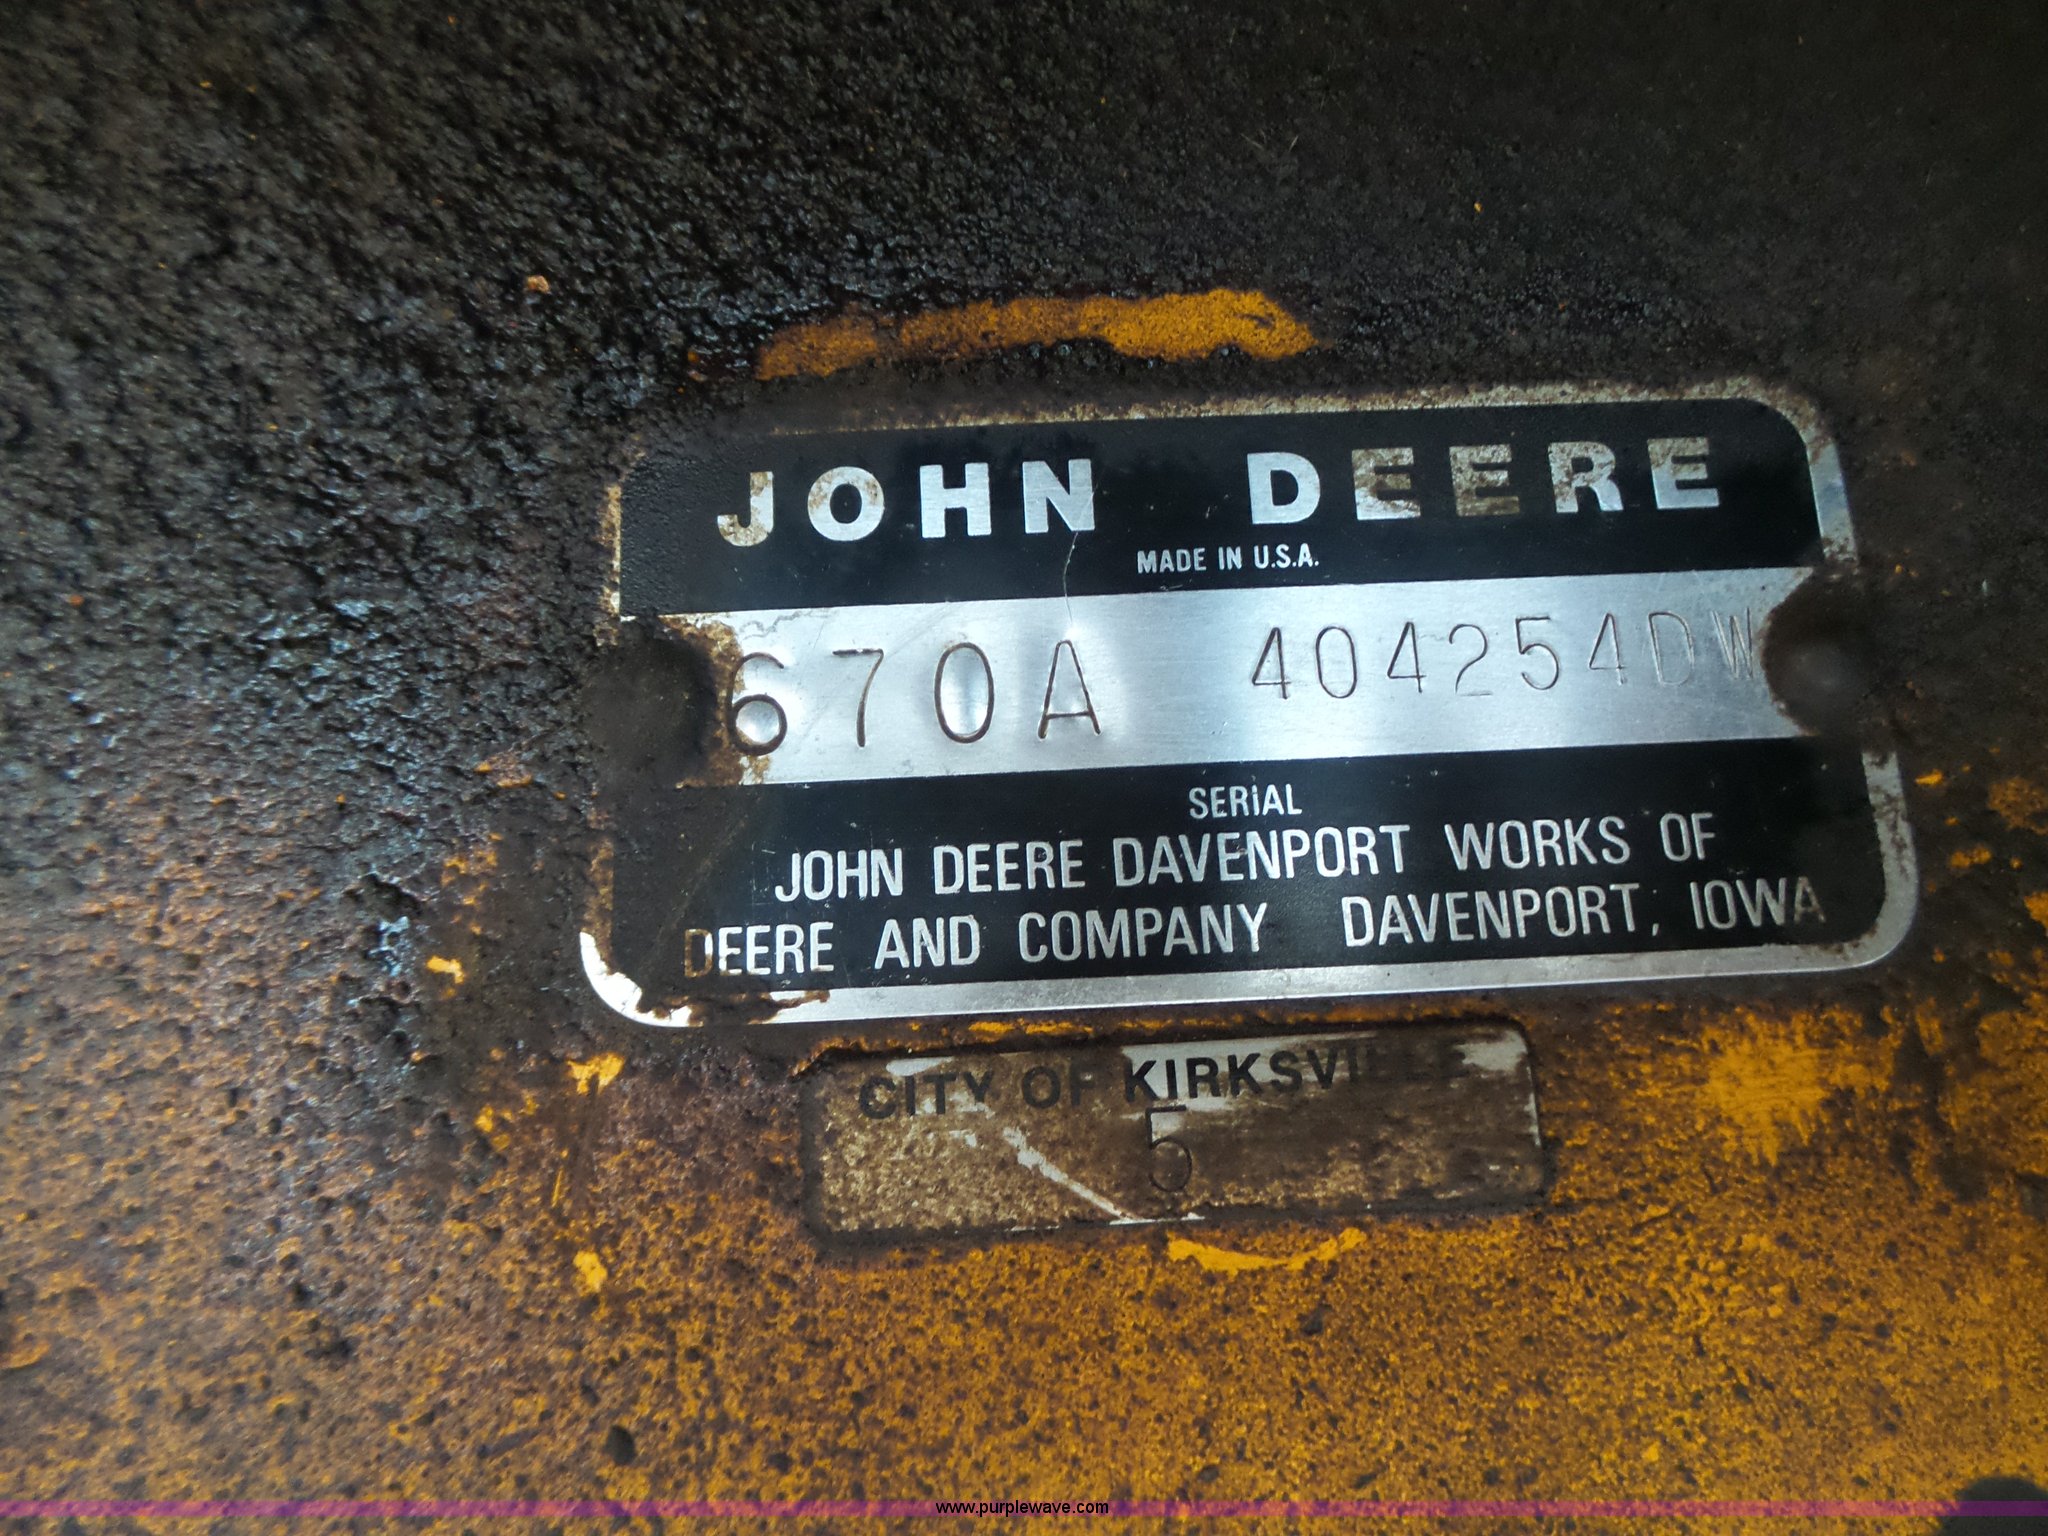 JOHN DEERE
MADE IN U.S.A.
670A 404254DW
SERIAL
JOHN DEERE DAVENPORT WORKS OF
DEERE AND COMPANY DAVENPORT, IOWA
CITY OF KIRKSVILLE
5
www.purplewave.com